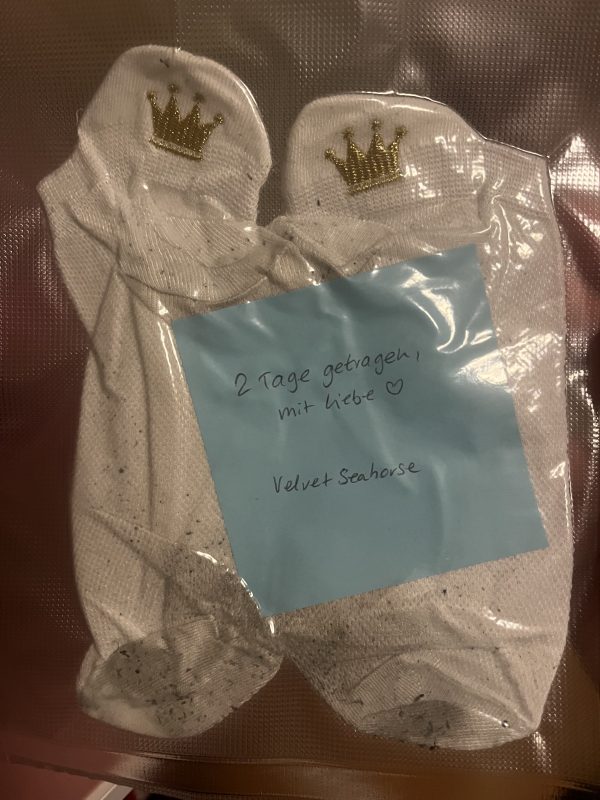 2 Tage getragen,
mit liebe ♡
Velvet Seahorse